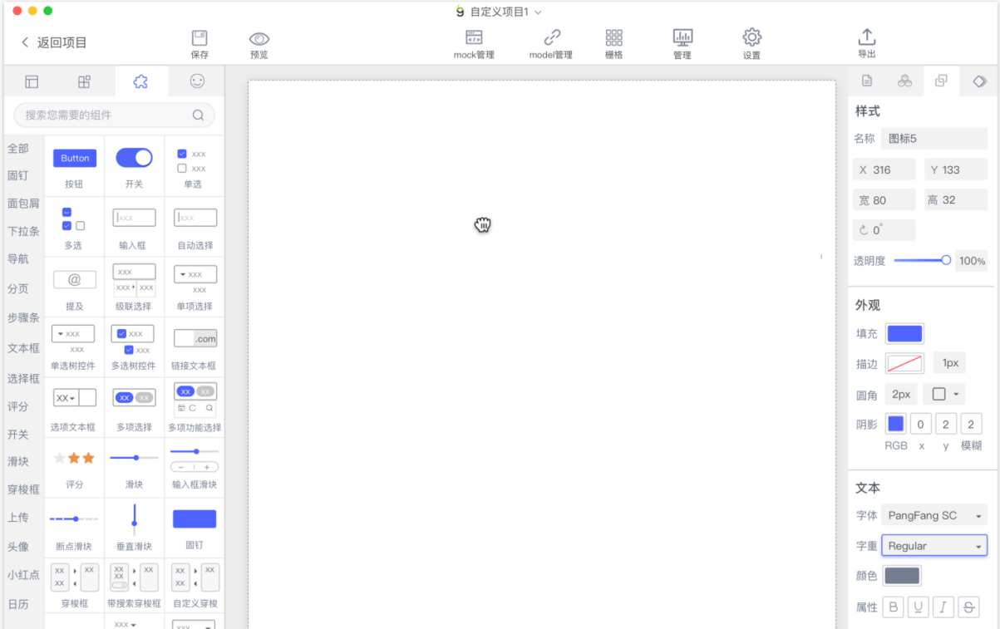 自定义项目1
返回项目
保存
预览
mock管理
model管理
栅格
管理
设置
导出
搜索您需要的组件
全部
固钉
面包屑
下拉条
导航
分页
步骤条
文本框
选择框
评分
开关
滑块
穿梭框
上传
头像
小红点
日历
Button
按钮
开关
xxx
xxx
单选
多选
xxx
输入框
xxx
自动选择
@
提及
xxx
xxx xxx
级联选择
xxx
xxx
单项选择
xxx
xxx
单选树控件
xxx
xxx
多选树控件
.com
链接文本框
XX
选项文本框
xx xx
多项选择
xx xx
多项功能选择
评分
滑块
− +
输入框滑块
断点滑块
垂直滑块
固钉
xx xx
xx
穿梭框
xx xx
xx
带搜索穿梭框
xx xx
xx
自定义穿梭
xxx
xxx
样式
名称 图标5
X 316 Y 133
宽 80 高 32
0°
透明度 100%
外观
填充
描边 1px
圆角 2px
阴影 0 2 2
RGB x y 模糊
文本
字体 PangFang SC
字重 Regular
颜色
属性 B U I S